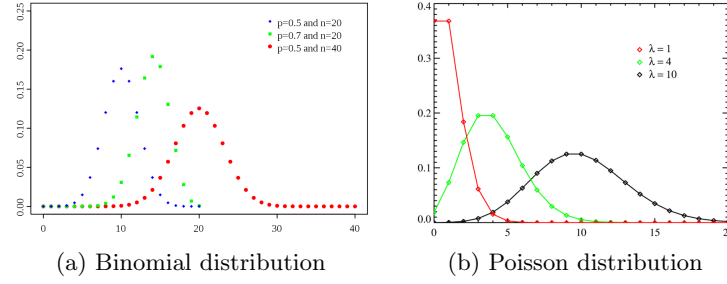 0.25
0.20
0.15
0.10
0.05
0.00
p=0.5 and n=20
p=0.7 and n=20
p=0.5 and n=40
0 10 20 30 40
(a) Binomial distribution
0.4
0.3
0.2
0.1
0.0
λ = 1
λ = 4
λ = 10
0 5 10 15 2
(b) Poisson distribution